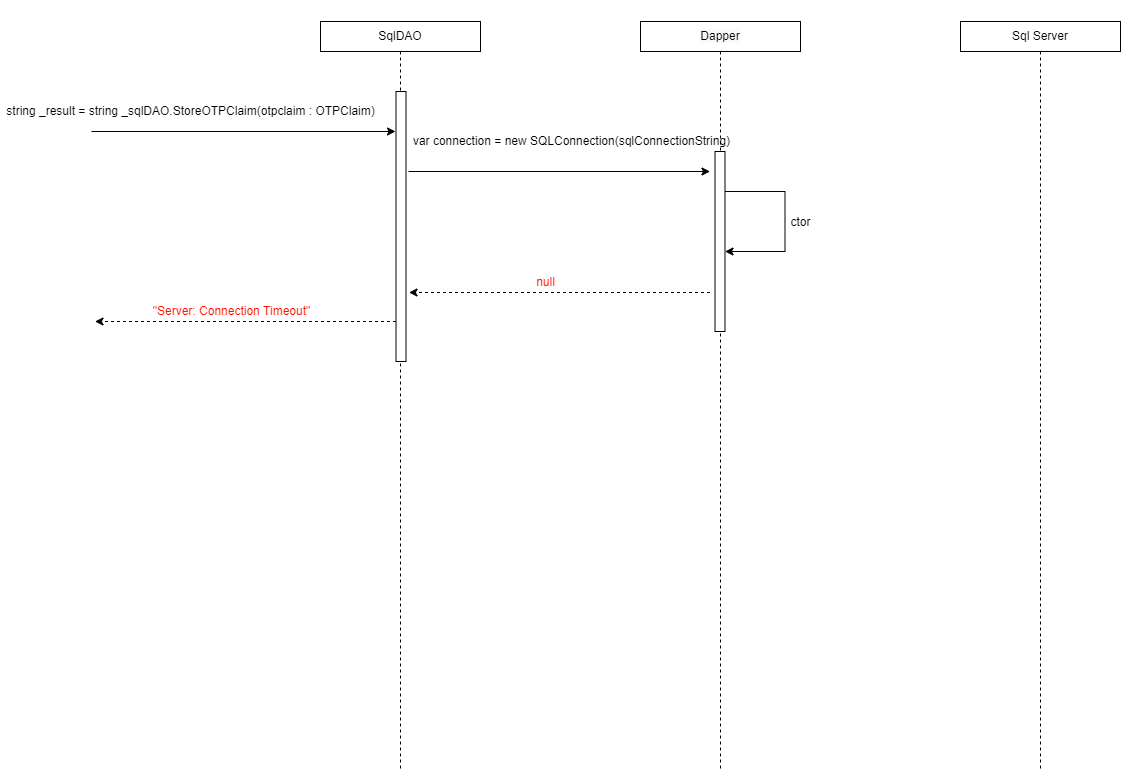 SqlDAO
Dapper
Sql Server
string _result = string _sqlDAO.StoreOTPClaim(otpclaim : OTPClaim)
var connection = new SQLConnection(sqlConnectionString)
ctor
null
"Server: Connection Timeout"